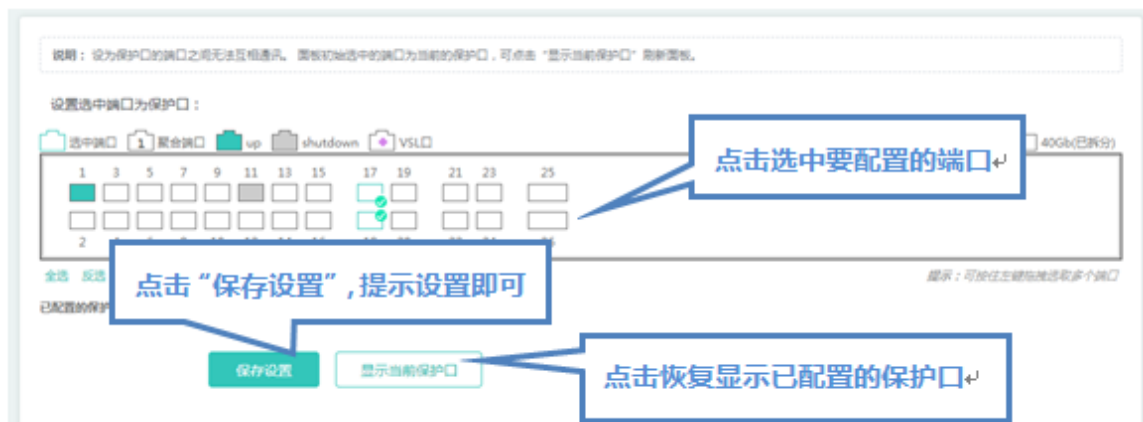 说明：设为保护口的端口之间无法互相通讯。面板初始选中的端口为当前的保护口，可点击“显示当前保护口”刷新面板。
设置选中端口为保护口：
选中端口 1 聚合端口 up shutdown VSL口 40Gb(已拆分)
点击选中要配置的端口↵
1 3 5 7 9 11 13 15 17 19 21 23 25
2
全选 反选
提示：可按住左键拖拽选取多个端口
点击“保存设置”,提示设置即可
已配置的保护
保存设置 显示当前保护口
点击恢复显示已配置的保护口↵